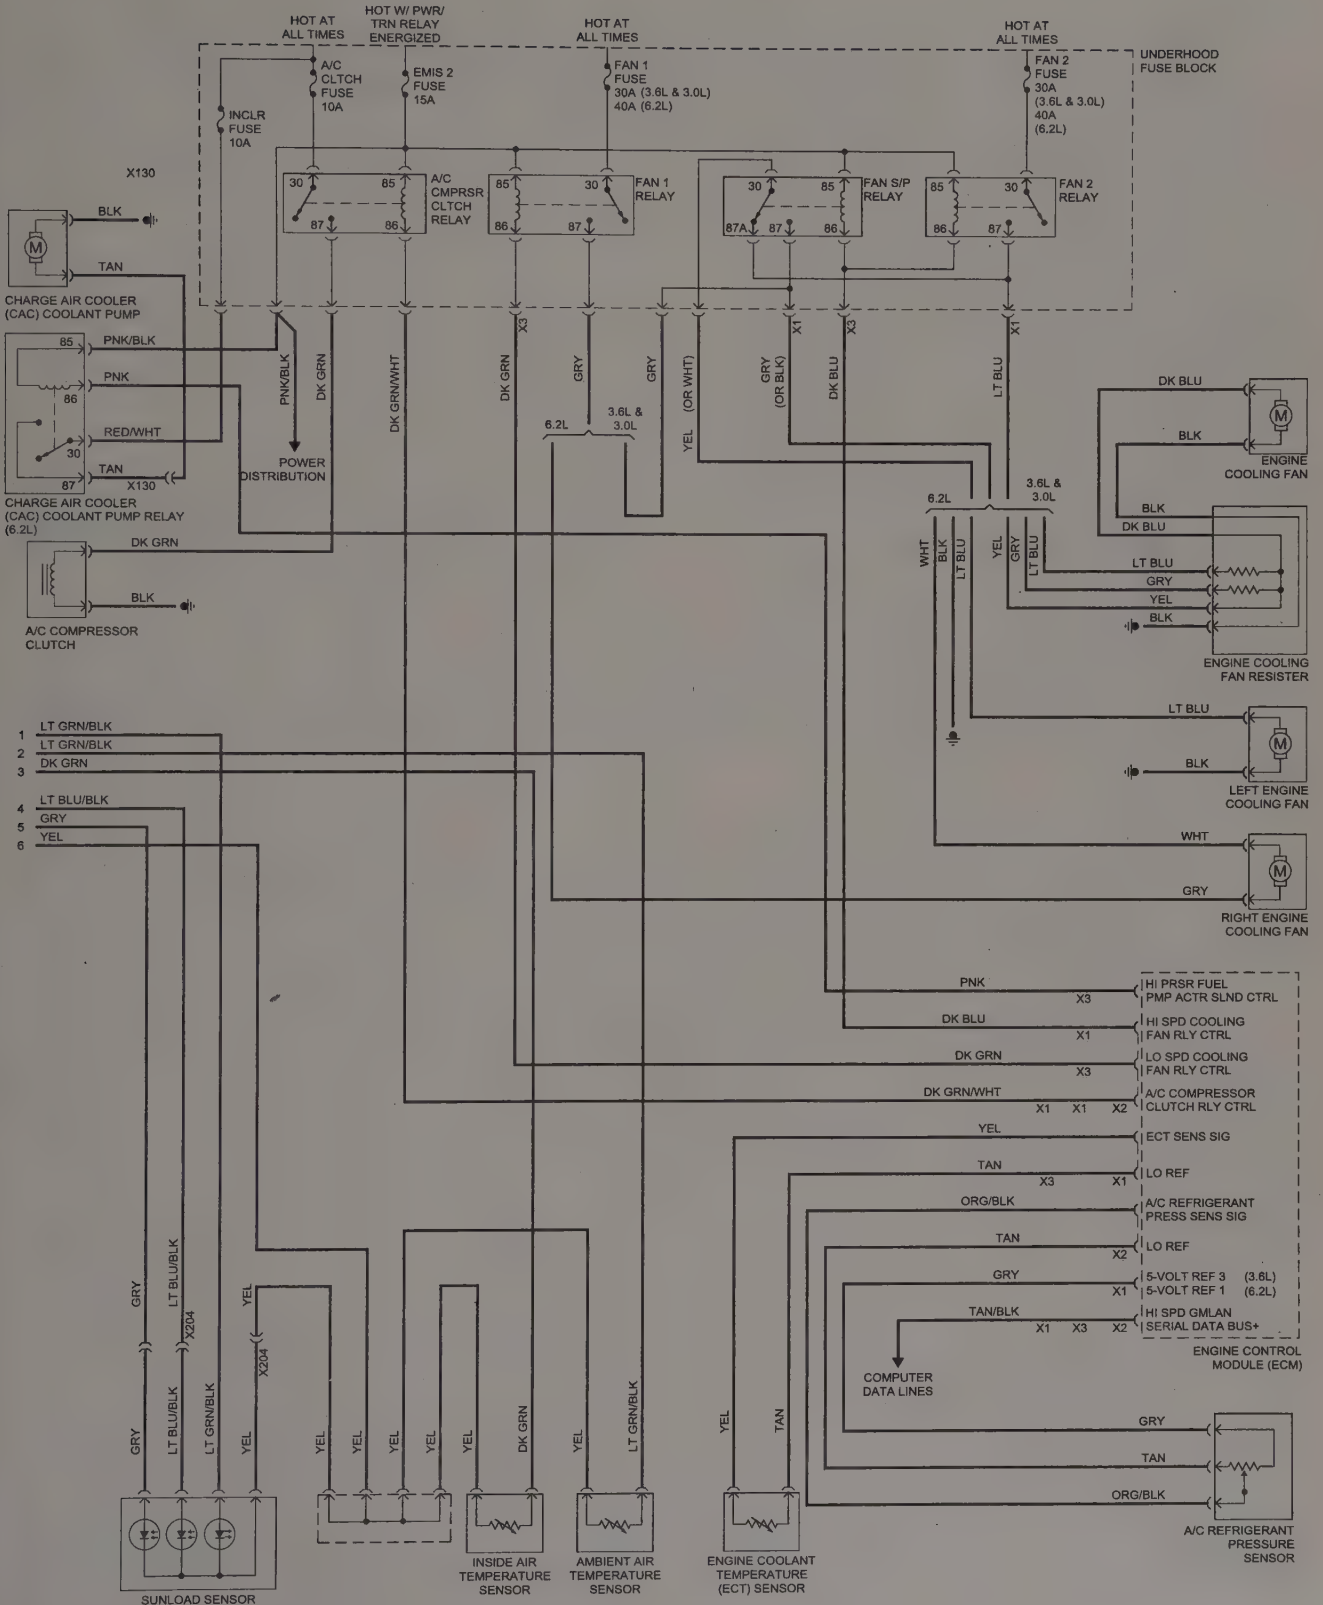 HOT AT
ALL TIMES
HOT W/ PWR/
TRN RELAY
ENERGIZED
HOT AT
ALL TIMES
HOT AT
ALL TIMES
UNDERHOOD
FUSE BLOCK
INCLR
FUSE
10A
A/C
CLTCH
FUSE
10A
EMIS 2
FUSE
15A
FAN 1
FUSE
30A (3.6L & 3.0L)
40A (6.2L)
FAN 2
FUSE
30A
(3.6L & 3.0L)
40A
(6.2L)
X130
30
85
87
86
A/C
CMPRSR
CLTCH
RELAY
85
30
86
87
FAN 1
RELAY
30
85
87A
87
86
FAN S/P
RELAY
85
30
86
87
FAN 2
RELAY
M
BLK
TAN
CHARGE AIR COOLER
(CAC) COOLANT PUMP
85
PNK/BLK
86
PNK
30
RED/WHT
87
TAN
X130
CHARGE AIR COOLER
(CAC) COOLANT PUMP RELAY
(6.2L)
PNK/BLK
POWER
DISTRIBUTION
DK GRN
DK GRN/WHT
X3
DK GRN
GRY
GRY
6.2L
3.6L &
3.0L
YEL
(OR WHT)
X1
GRY
(OR BLK)
X3
DK BLU
X1
LT BLU
DK GRN
BLK
A/C COMPRESSOR
CLUTCH
DK BLU
BLK
M
ENGINE
COOLING FAN
6.2L
3.6L &
3.0L
WHT
BLK
LT BLU
YEL
GRY
LT BLU
BLK
DK BLU
LT BLU
GRY
YEL
BLK
ENGINE COOLING
FAN RESISTER
LT BLU
BLK
M
LEFT ENGINE
COOLING FAN
WHT
GRY
M
RIGHT ENGINE
COOLING FAN
1 LT GRN/BLK
2 LT GRN/BLK
3 DK GRN
4 LT BLU/BLK
5 GRY
6 YEL
PNK
X3
HI PRSR FUEL
PMP ACTR SLND CTRL
DK BLU
X1
HI SPD COOLING
FAN RLY CTRL
DK GRN
X3
LO SPD COOLING
FAN RLY CTRL
DK GRN/WHT
X1 X1 X2
A/C COMPRESSOR
CLUTCH RLY CTRL
YEL
ECT SENS SIG
TAN
X3 X1
LO REF
ORG/BLK
A/C REFRIGERANT
PRESS SENS SIG
TAN
X2
LO REF
GRY
X1
5-VOLT REF 3 (3.6L)
5-VOLT REF 1 (6.2L)
TAN/BLK
X1 X3 X2
HI SPD GMLAN
SERIAL DATA BUS+
ENGINE CONTROL
MODULE (ECM)
COMPUTER
DATA LINES
GRY
LT BLU/BLK
X204
YEL
X204
GRY
LT BLU/BLK
LT GRN/BLK
YEL
YEL
YEL
YEL
YEL
YEL
DK GRN
YEL
LT GRN/BLK
YEL
TAN
GRY
TAN
ORG/BLK
A/C REFRIGERANT
PRESSURE
SENSOR
SUNLOAD SENSOR
INSIDE AIR
TEMPERATURE
SENSOR
AMBIENT AIR
TEMPERATURE
SENSOR
ENGINE COOLANT
TEMPERATURE
(ECT) SENSOR